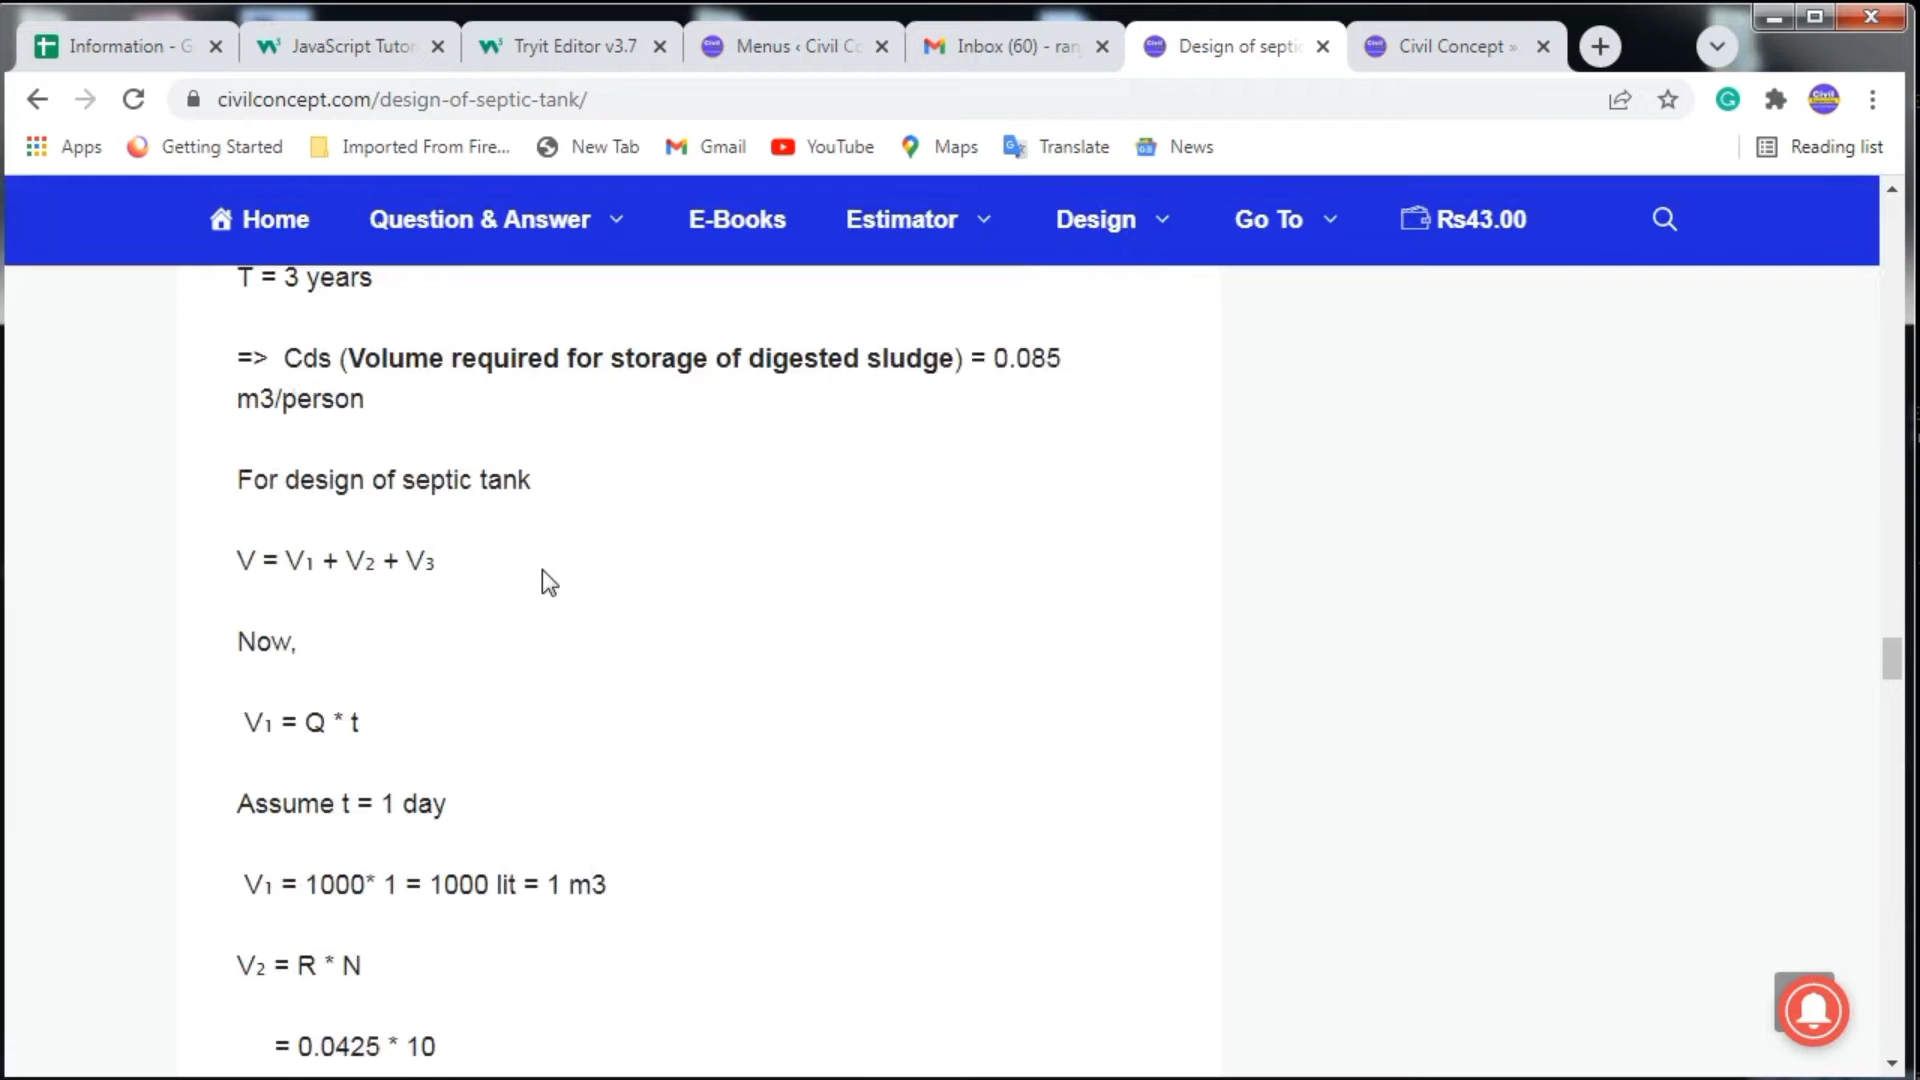 Information - G
JavaScript Tutor
Tryit Editor v3.7
Menus ‹ Civil Co
Inbox (60) - ran
Design of septic
Civil Concept »
civilconcept.com/design-of-septic-tank/
Apps
Getting Started
Imported From Fire...
New Tab
Gmail
YouTube
Maps
Translate
News
Reading list
Home
Question & Answer
E-Books
Estimator
Design
Go To
₨43.00
T = 3 years
=> Cds (Volume required for storage of digested sludge) = 0.085
m3/person
For design of septic tank
V = V₁ + V₂ + V₃
Now,
V₁ = Q * t
Assume t = 1 day
V₁ = 1000* 1 = 1000 lit = 1 m3
V₂ = R * N
= 0.0425 * 10